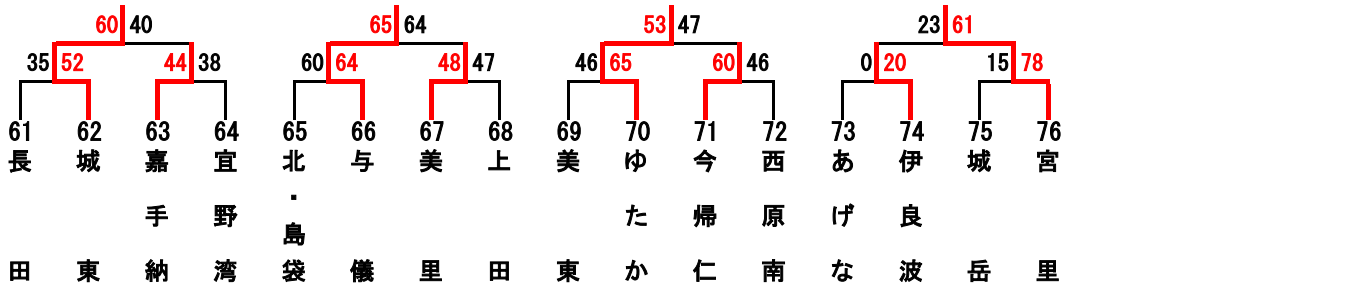 60 40 65 64 53 47 23 61
35 52 44 38 60 64 48 47 46 65 60 46 0 20 15 78
61 62 63 64 65 66 67 68 69 70 71 72 73 74 75 76
長田
城東
嘉手納
宜野湾
北・島袋
与儀
美里
上田
美東
ゆたか
今帰仁
西原南
あげな
伊良波
城岳
宮里